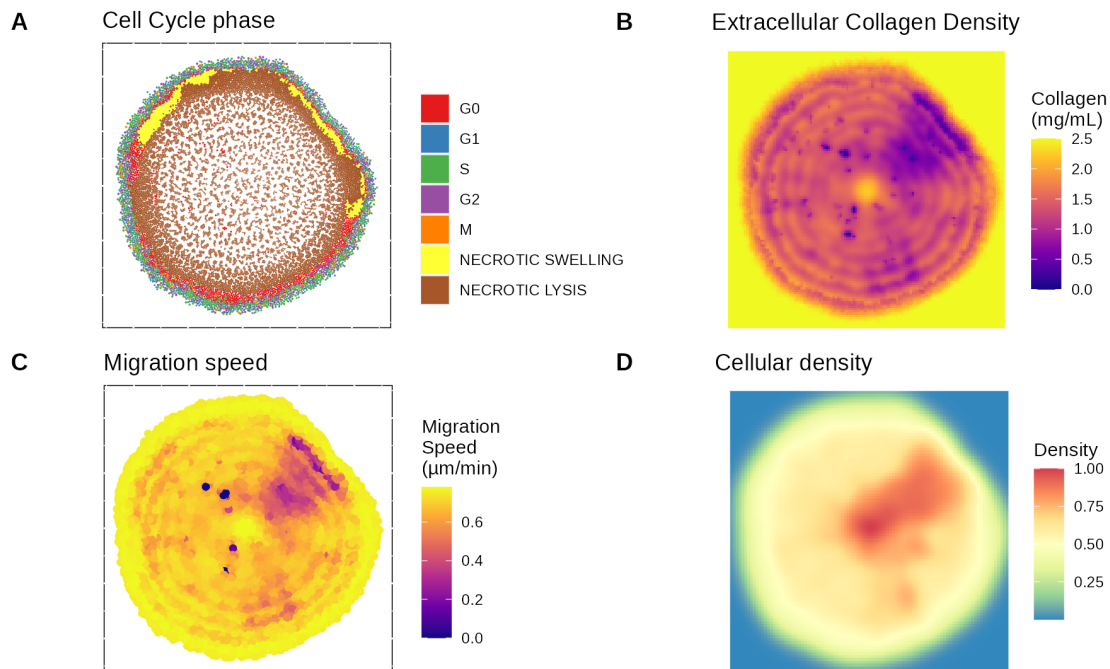 A
Cell Cycle phase
G0
G1
S
G2
M
NECROTIC SWELLING
NECROTIC LYSIS
B
Extracellular Collagen Density
Collagen
(mg/mL)
2.5
2.0
1.5
1.0
0.5
0.0
C
Migration speed
Migration
Speed
(µm/min)
0.6
0.4
0.2
0.0
D
Cellular density
Density
1.00
0.75
0.50
0.25